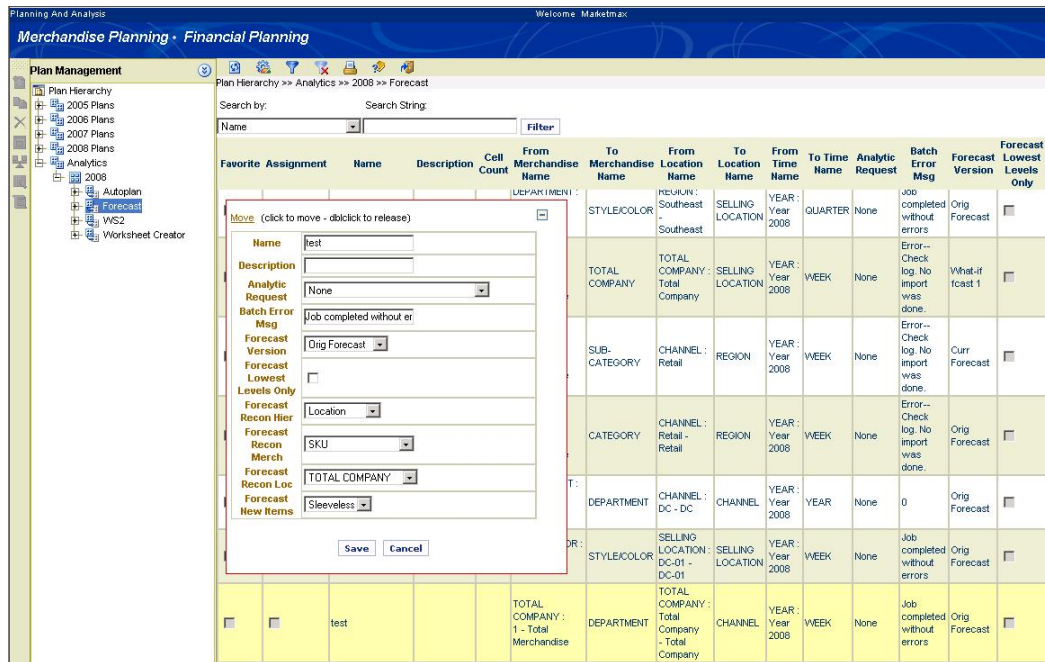 Planning And Analysis
Welcome Marketmax
Merchandise Planning • Financial Planning
Plan Management
Plan Hierarchy
2005 Plans
2006 Plans
2007 Plans
2008 Plans
Analytics
2008
Autoplan
Forecast
WS2
Worksheet Creator
Plan Hierarchy >> Analytics >> 2008 >> Forecast
Search by:
Search String:
Name
Filter
Favorite
Assignment
Name
Description
Cell
Count
From
Merchandise
Name
To
Merchandise
Name
From
Location
Name
To
Location
Name
From
Time
Name
To Time
Name
Analytic
Request
Batch
Error
Msg
Forecast
Version
Forecast
Lowest
Levels
Only
DEPARTMENT :
STYLE/COLOR
REGION :
Southeast
-
Southeast
SELLING
LOCATION
YEAR :
Year
2008
QUARTER
None
Job
completed
without
errors
Orig
Forecast
TOTAL
COMPANY
TOTAL
COMPANY :
Total
Company
SELLING
LOCATION
YEAR :
Year
2008
WEEK
None
Error--
Check
log. No
import
was
done.
What-if
fcast 1
SUB-
CATEGORY
CHANNEL :
Retail
REGION
YEAR :
Year
2008
WEEK
None
Error--
Check
log. No
import
was
done.
Curr
Forecast
CATEGORY
CHANNEL :
Retail -
Retail
REGION
YEAR :
Year
2008
WEEK
None
Error--
Check
log. No
import
was
done.
Orig
Forecast
T :
DEPARTMENT
CHANNEL :
DC - DC
CHANNEL
YEAR :
Year
2008
YEAR
None
0
Orig
Forecast
OR :
STYLE/COLOR
SELLING
LOCATION :
DC-01 -
DC-01
SELLING
LOCATION
YEAR :
Year
2008
WEEK
None
Job
completed
without
errors
Orig
Forecast
test
TOTAL
COMPANY :
1 - Total
Merchandise
DEPARTMENT
TOTAL
COMPANY :
Total
Company
- Total
Company
CHANNEL
YEAR :
Year
2008
WEEK
None
Job
completed
without
errors
Orig
Forecast
Move (click to move - dblclick to release)
Name
test
Description
Analytic
Request
None
Batch Error
Msg
Job completed without er
Forecast
Version
Orig Forecast
Forecast
Lowest
Levels Only
Forecast
Recon Hier
Location
Forecast
Recon
Merch
SKU
Forecast
Recon Loc
TOTAL COMPANY
Forecast
New Items
Sleeveless
Save
Cancel